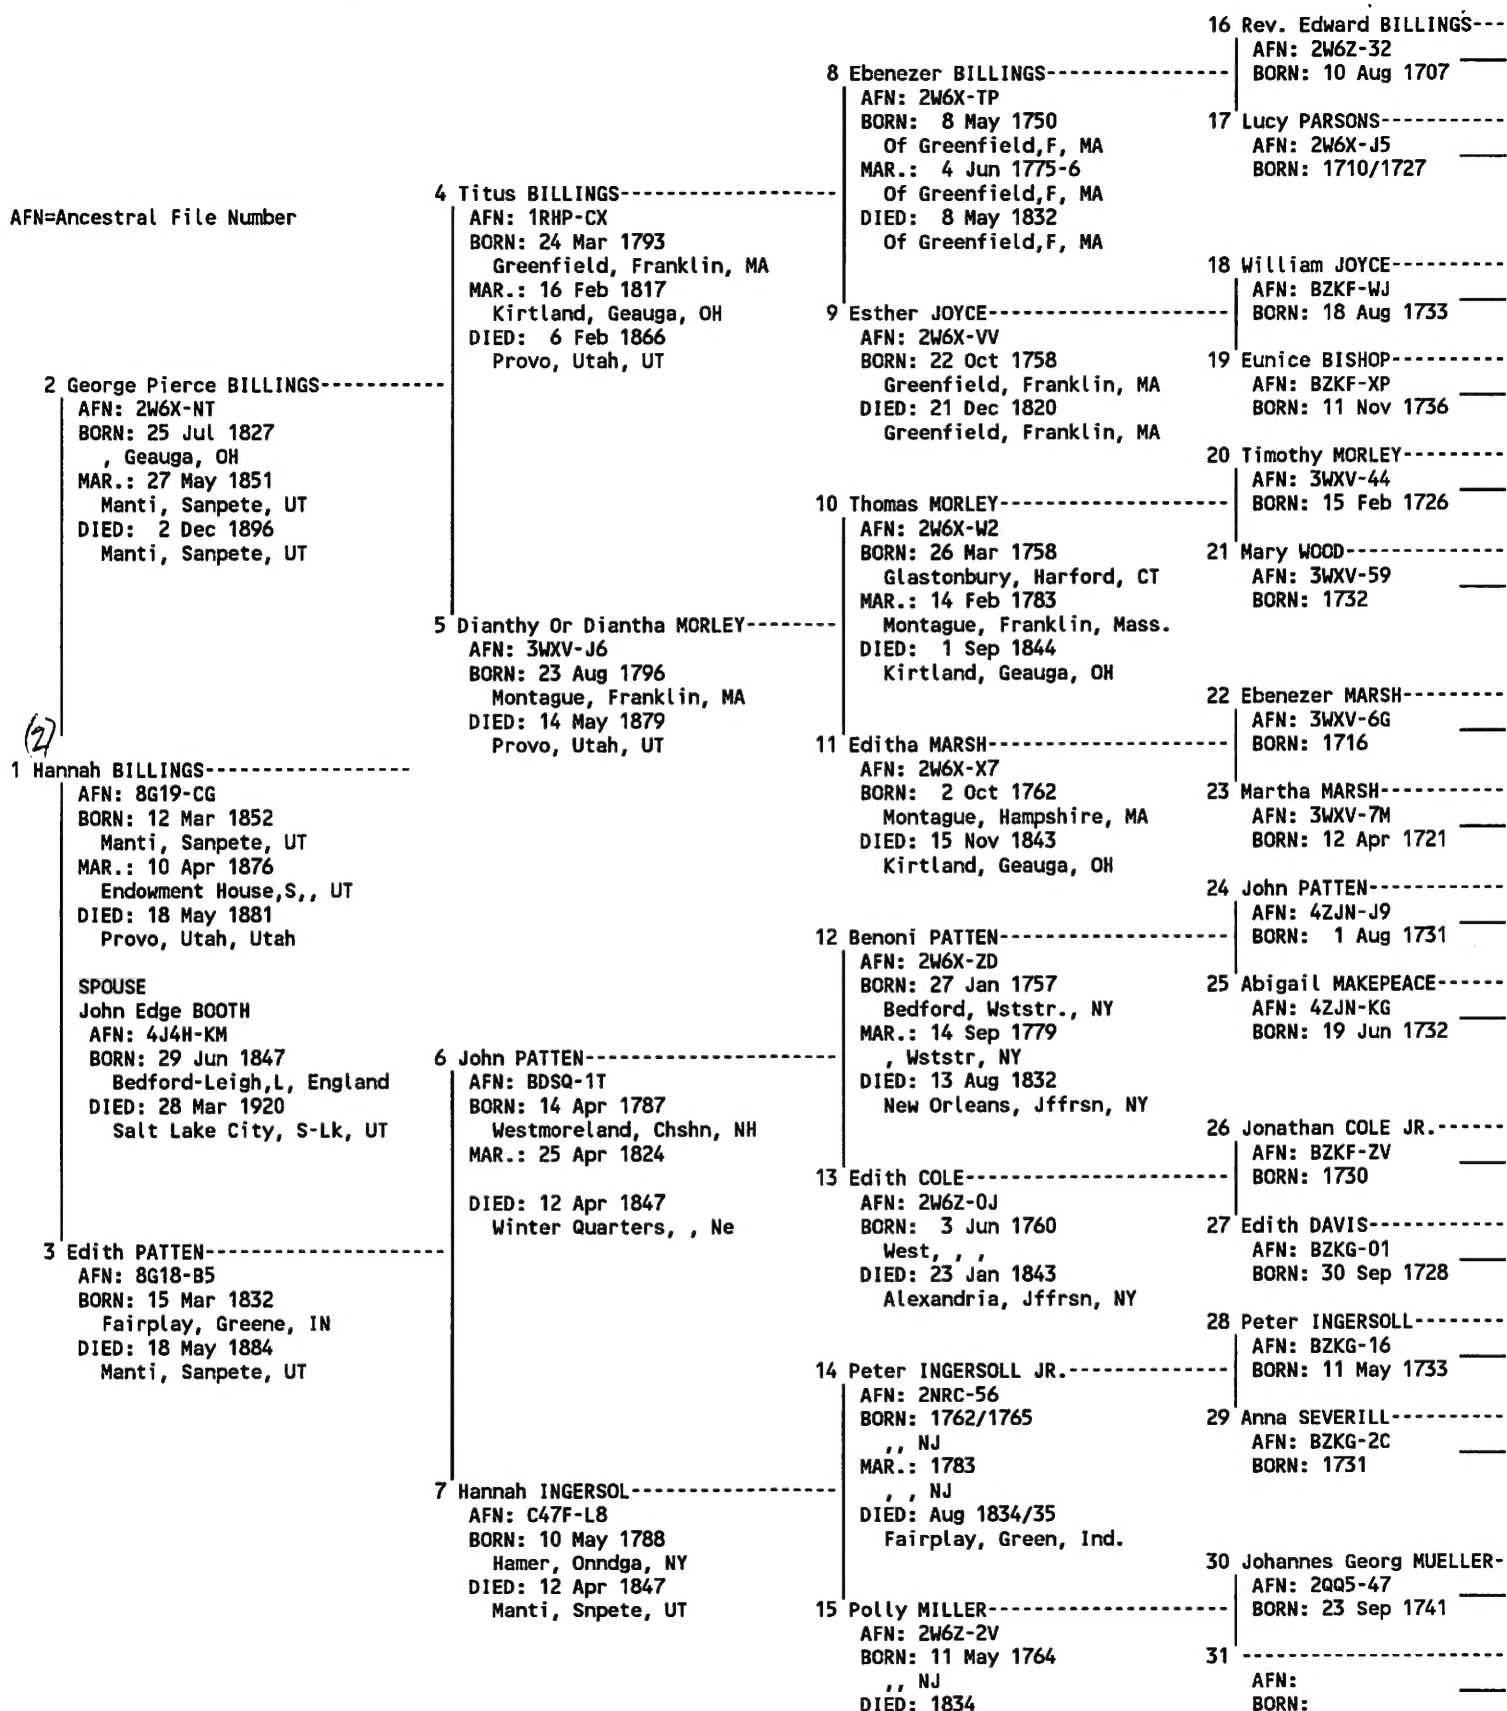 AFN=Ancestral File Number
(2)
1 Hannah BILLINGS-----------------
AFN: 8G19-CG
BORN: 12 Mar 1852
Manti, Sanpete, UT
MAR.: 10 Apr 1876
Endowment House,S,, UT
DIED: 18 May 1881
Provo, Utah, Utah
SPOUSE
John Edge BOOTH
AFN: 4J4H-KM
BORN: 29 Jun 1847
Bedford-Leigh,L, England
DIED: 28 Mar 1920
Salt Lake City, S-Lk, UT
2 George Pierce BILLINGS-----------
AFN: 2W6X-NT
BORN: 25 Jul 1827
, Geauga, OH
MAR.: 27 May 1851
Manti, Sanpete, UT
DIED: 2 Dec 1896
Manti, Sanpete, UT
3 Edith PATTEN---------------------
AFN: 8G18-B5
BORN: 15 Mar 1832
Fairplay, Greene, IN
DIED: 18 May 1884
Manti, Sanpete, UT
4 Titus BILLINGS------------------
AFN: 1RHP-CX
BORN: 24 Mar 1793
Greenfield, Franklin, MA
MAR.: 16 Feb 1817
Kirtland, Geauga, OH
DIED: 6 Feb 1866
Provo, Utah, UT
5 Dianthy Or Diantha MORLEY--------
AFN: 3WXV-J6
BORN: 23 Aug 1796
Montague, Franklin, MA
DIED: 14 May 1879
Provo, Utah, UT
6 John PATTEN---------------------
AFN: BDSQ-1T
BORN: 14 Apr 1787
Westmoreland, Chshn, NH
MAR.: 25 Apr 1824
DIED: 12 Apr 1847
Winter Quarters, , Ne
7 Hannah INGERSOL-----------------
AFN: C47F-L8
BORN: 10 May 1788
Hamer, Onndga, NY
DIED: 12 Apr 1847
Manti, Snpete, UT
8 Ebenezer BILLINGS---------------
AFN: 2W6X-TP
BORN: 8 May 1750
Of Greenfield,F, MA
MAR.: 4 Jun 1775-6
Of Greenfield,F, MA
DIED: 8 May 1832
Of Greenfield,F, MA
9 Esther JOYCE--------------------
AFN: 2W6X-VV
BORN: 22 Oct 1758
Greenfield, Franklin, MA
DIED: 21 Dec 1820
Greenfield, Franklin, MA
10 Thomas MORLEY-------------------
AFN: 2W6X-W2
BORN: 26 Mar 1758
Glastonbury, Harford, CT
MAR.: 14 Feb 1783
Montague, Franklin, Mass.
DIED: 1 Sep 1844
Kirtland, Geauga, OH
11 Editha MARSH--------------------
AFN: 2W6X-X7
BORN: 2 Oct 1762
Montague, Hampshire, MA
DIED: 15 Nov 1843
Kirtland, Geauga, OH
12 Benoni PATTEN-------------------
AFN: 2W6X-ZD
BORN: 27 Jan 1757
Bedford, Wststr., NY
MAR.: 14 Sep 1779
, Wststr, NY
DIED: 13 Aug 1832
New Orleans, Jffrsn, NY
13 Edith COLE----------------------
AFN: 2W6Z-0J
BORN: 3 Jun 1760
West, , ,
DIED: 23 Jan 1843
Alexandria, Jffrsn, NY
14 Peter INGERSOLL JR.-------------
AFN: 2NRC-56
BORN: 1762/1765
,, NJ
MAR.: 1783
, , NJ
DIED: Aug 1834/35
Fairplay, Green, Ind.
15 Polly MILLER--------------------
AFN: 2W6Z-2V
BORN: 11 May 1764
,, NJ
DIED: 1834
16 Rev. Edward BILLINGS---
AFN: 2W6Z-32
BORN: 10 Aug 1707
17 Lucy PARSONS-----------
AFN: 2W6X-J5
BORN: 1710/1727
18 William JOYCE----------
AFN: BZKF-WJ
BORN: 18 Aug 1733
19 Eunice BISHOP----------
AFN: BZKF-XP
BORN: 11 Nov 1736
20 Timothy MORLEY---------
AFN: 3WXV-44
BORN: 15 Feb 1726
21 Mary WOOD--------------
AFN: 3WXV-59
BORN: 1732
22 Ebenezer MARSH---------
AFN: 3WXV-6G
BORN: 1716
23 Martha MARSH-----------
AFN: 3WXV-7M
BORN: 12 Apr 1721
24 John PATTEN------------
AFN: 4ZJN-J9
BORN: 1 Aug 1731
25 Abigail MAKEPEACE------
AFN: 4ZJN-KG
BORN: 19 Jun 1732
26 Jonathan COLE JR.------
AFN: BZKF-ZV
BORN: 1730
27 Edith DAVIS------------
AFN: BZKG-01
BORN: 30 Sep 1728
28 Peter INGERSOLL--------
AFN: BZKG-16
BORN: 11 May 1733
29 Anna SEVERILL----------
AFN: BZKG-2C
BORN: 1731
30 Johannes Georg MUELLER-
AFN: 2QQ5-47
BORN: 23 Sep 1741
31 -----------------------
AFN:
BORN: